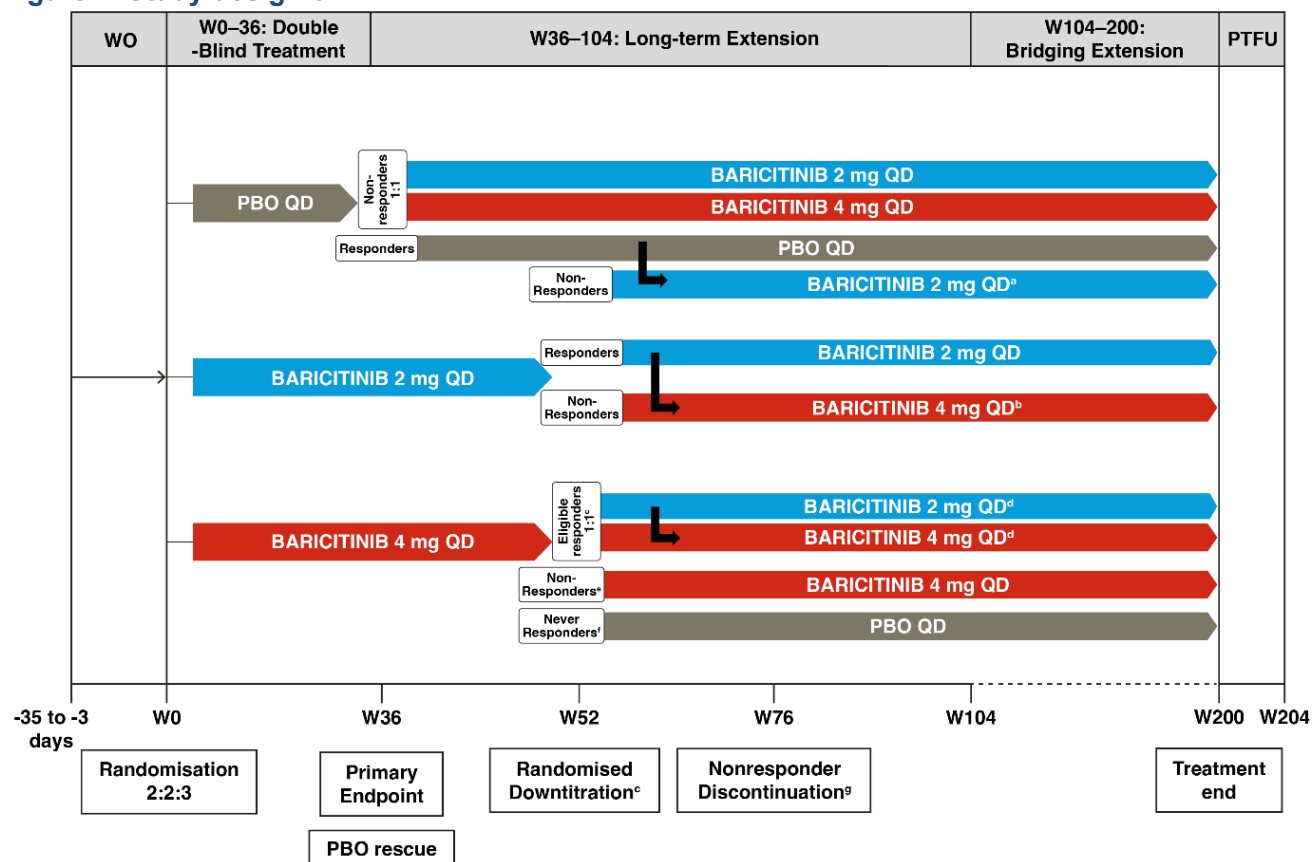 WO
W0–36: Double
-Blind Treatment
W36–104: Long-term Extension
W104–200:
Bridging Extension
PTFU
Non-
responders
1:1
BARICITINIB 2 mg QD
PBO QD
BARICITINIB 4 mg QD
Responders
PBO QD
Non-
Responders
BARICITINIB 2 mg QDᵃ
Responders
BARICITINIB 2 mg QD
BARICITINIB 2 mg QD
Non-
Responders
BARICITINIB 4 mg QDᵇ
Eligible
responders
1:1ᶜ
BARICITINIB 2 mg QDᵈ
BARICITINIB 4 mg QD
BARICITINIB 4 mg QDᵈ
Non-
Respondersᵉ
BARICITINIB 4 mg QD
Never
Respondersᶠ
PBO QD
-35 to -3
days
W0
W36
W52
W76
W104
W200
W204
Randomisation
2:2:3
Primary
Endpoint
Randomised
Downtitrationᶜ
Nonresponder
Discontinuationᵍ
Treatment
end
PBO rescue